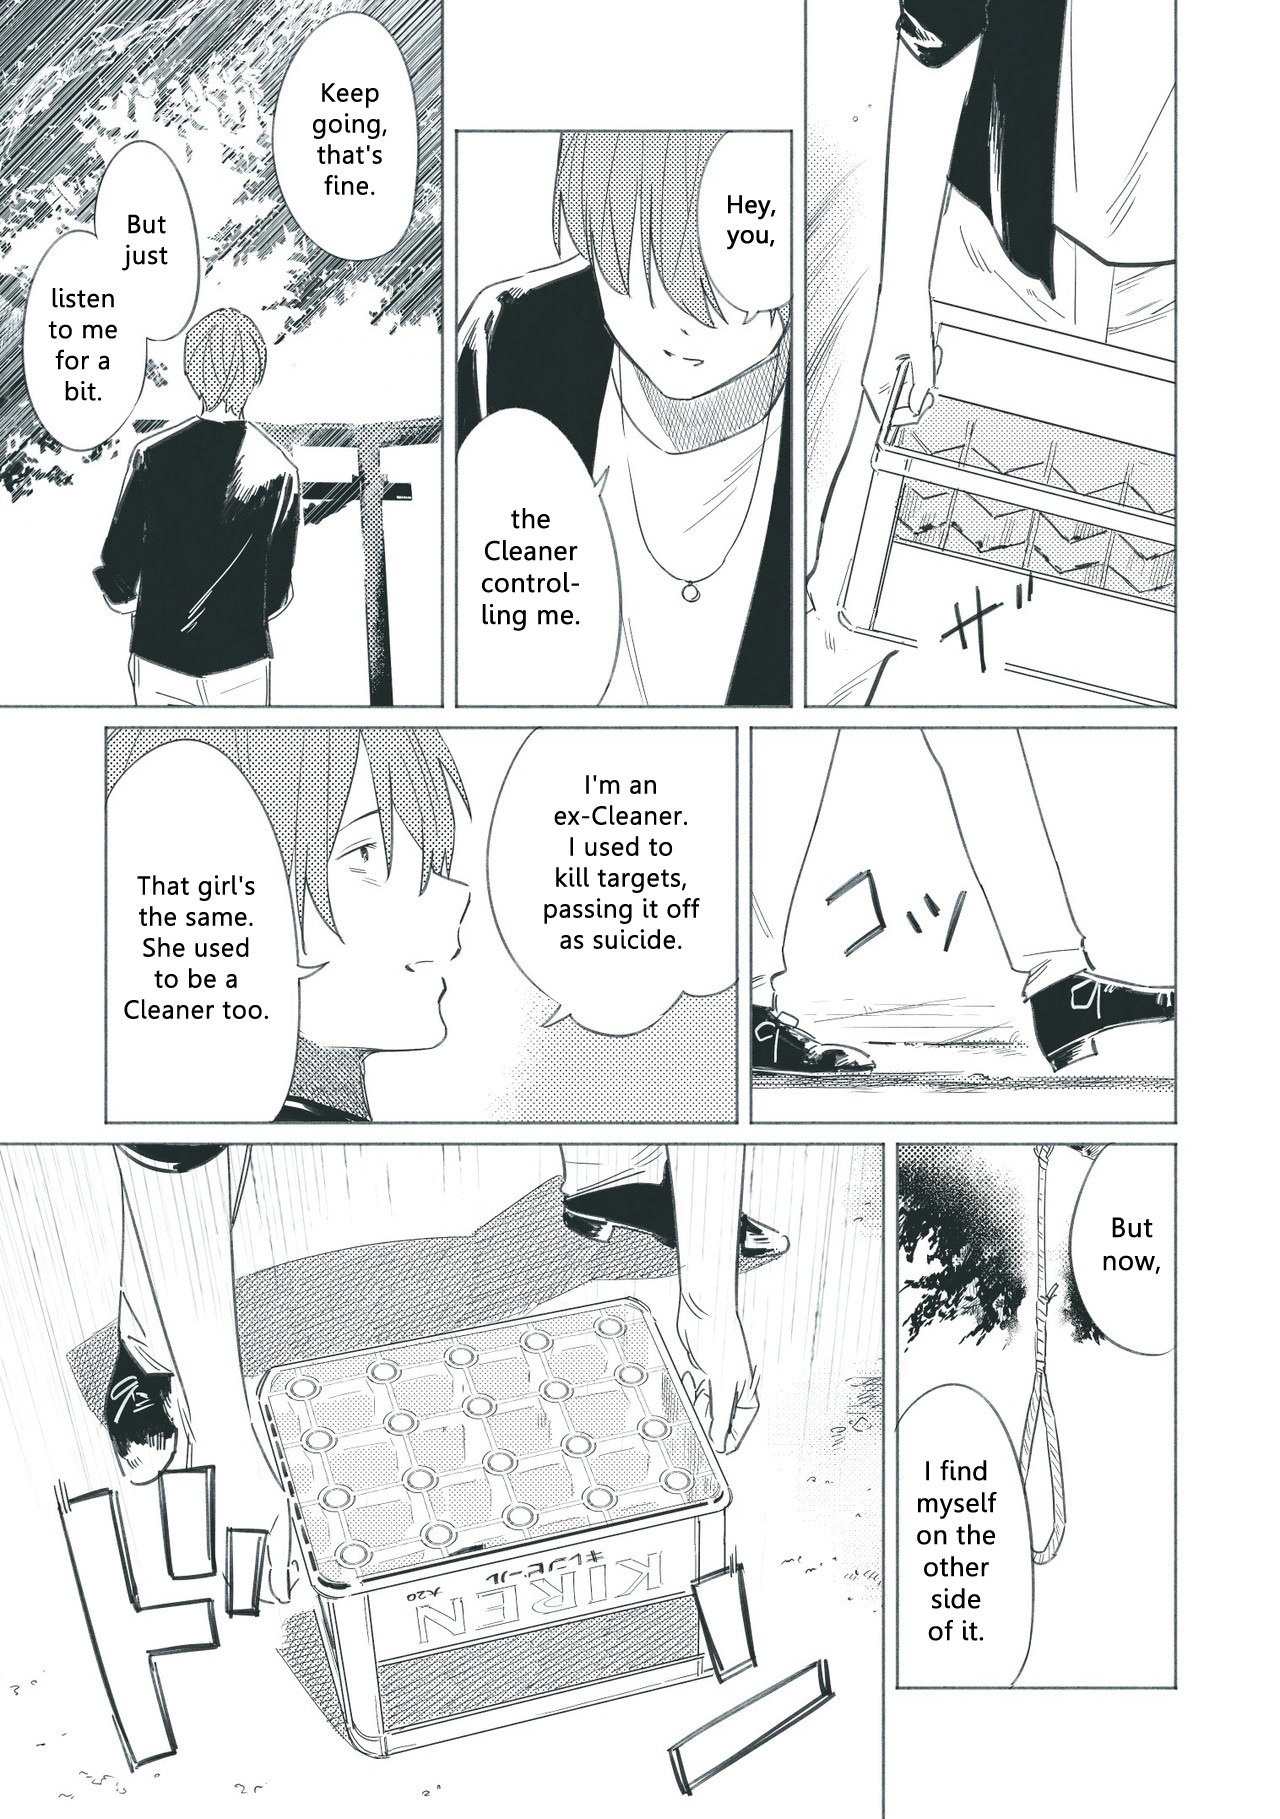 ザッ
Hey,
you,
the
Cleaner
control-
ling me.
Keep
going,
that's
fine.
But
just
listen
to me
for a
bit.
コツ
I'm an
ex-Cleaner.
I used to
kill targets,
passing it off
as suicide.
That girl's
the same.
She used
to be a
Cleaner too.
But
now,
I find
myself
on the
other
side
of it.
ドン
キレンビール
大20
KIREN